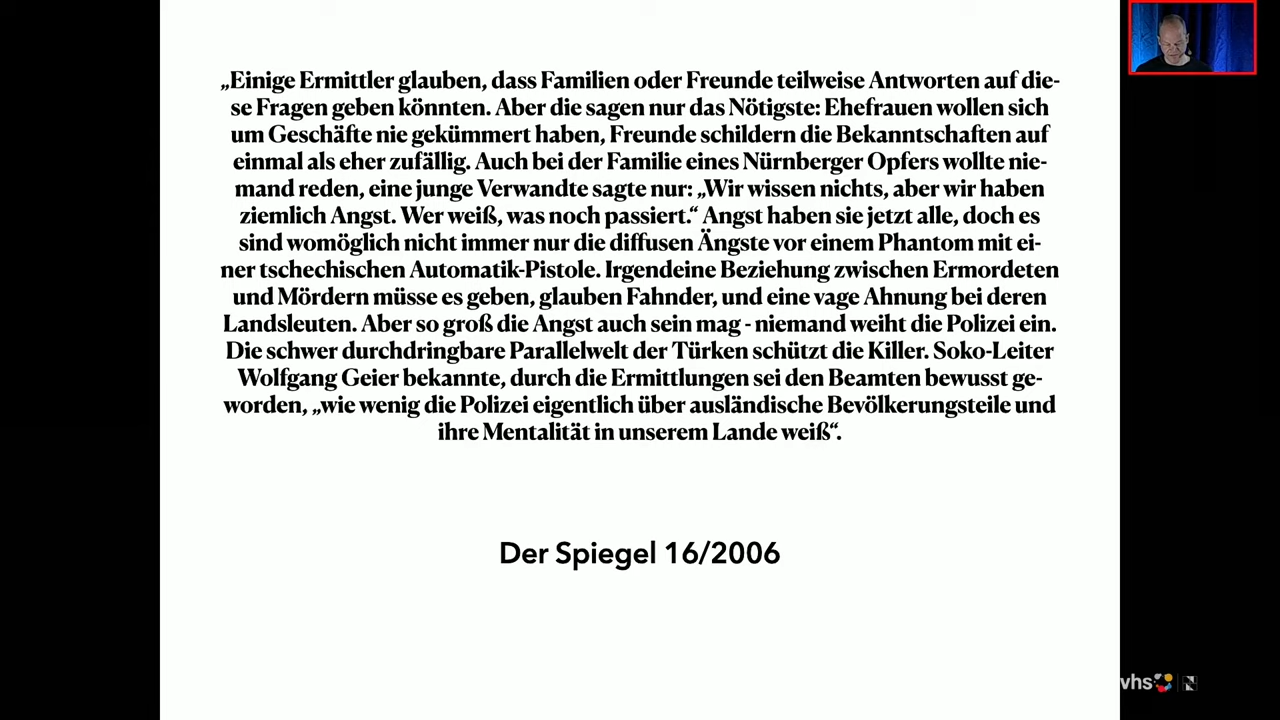 „Einige Ermittler glauben, dass Familien oder Freunde teilweise Antworten auf die-
se Fragen geben könnten. Aber die sagen nur das Nötigste: Ehefrauen wollen sich
um Geschäfte nie gekümmert haben, Freunde schildern die Bekanntschaften auf
einmal als eher zufällig. Auch bei der Familie eines Nürnberger Opfers wollte nie-
mand reden, eine junge Verwandte sagte nur: „Wir wissen nichts, aber wir haben
ziemlich Angst. Wer weiß, was noch passiert.“ Angst haben sie jetzt alle, doch es
sind womöglich nicht immer nur die diffusen Ängste vor einem Phantom mit ei-
ner tschechischen Automatik-Pistole. Irgendeine Beziehung zwischen Ermordeten
und Mördern müsse es geben, glauben Fahnder, und eine vage Ahnung bei deren
Landsleuten. Aber so groß die Angst auch sein mag - niemand weiht die Polizei ein.
Die schwer durchdringbare Parallelwelt der Türken schützt die Killer. Soko-Leiter
Wolfgang Geier bekannte, durch die Ermittlungen sei den Beamten bewusst ge-
worden, „wie wenig die Polizei eigentlich über ausländische Bevölkerungsteile und
ihre Mentalität in unserem Lande weiß“.
Der Spiegel 16/2006
vhs